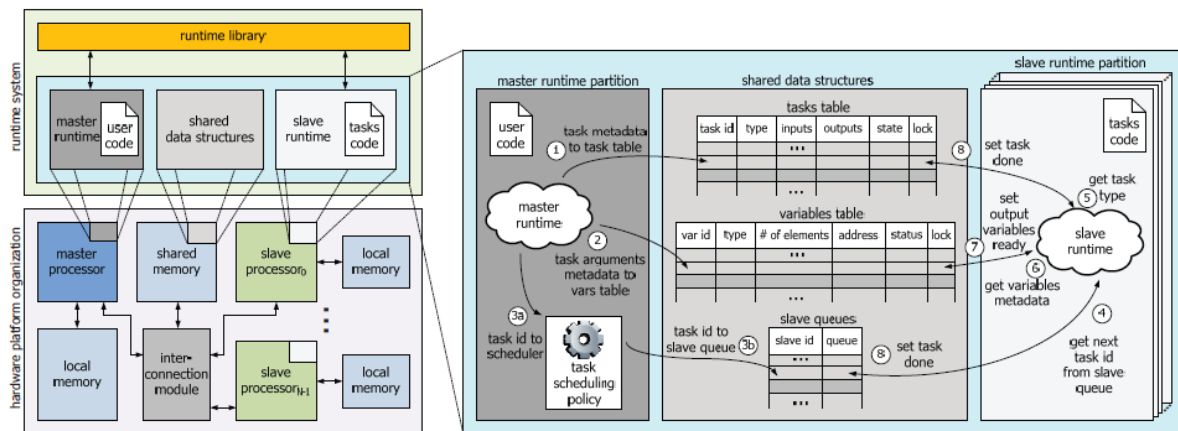 runtime system
runtime library
master
runtime
user
code
shared
data structures
slave
runtime
tasks
code
hardware platform organization
master
processor
shared
memory
slave
processor0
local
memory
local
memory
inter-
connection
module
slave
processorN-1
local
memory
master runtime partition
user
code
1
task metadata
to task table
master
runtime
2
task arguments
metadata to
vars table
3a
task id to
scheduler
task
scheduling
policy
shared data structures
tasks table
task id type inputs outputs state lock
...
...
variables table
var id type # of elements address status lock
...
task id to
slave queue
3b
slave queues
slave id queue
...
...
slave runtime partition
tasks
code
8
set task
done
5
get task
type
set
output
variables
ready
7
6
get variables
metadata
slave
runtime
4
get next
task id
from slave
queue
8
set task
done